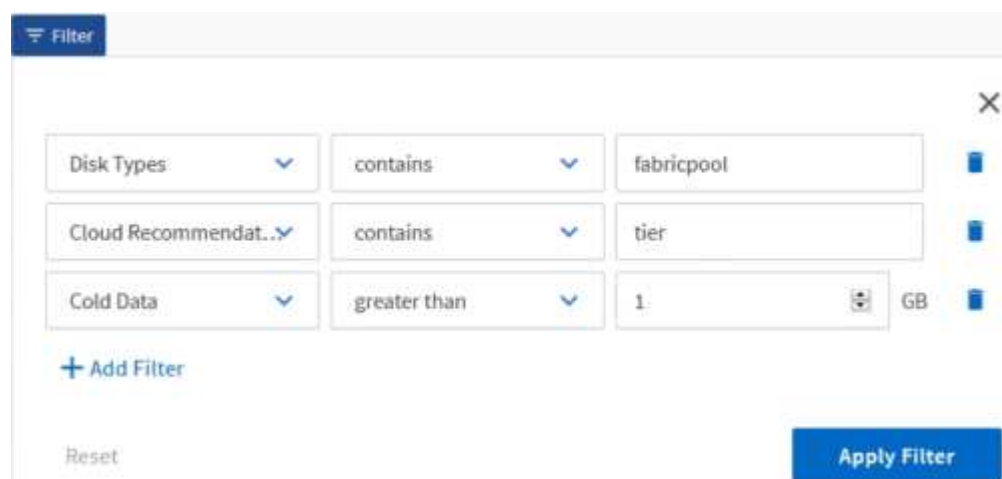 Filter
Disk Types contains fabricpool
Cloud Recommendat... contains tier
Cold Data greater than 1 GB
+ Add Filter
Reset Apply Filter